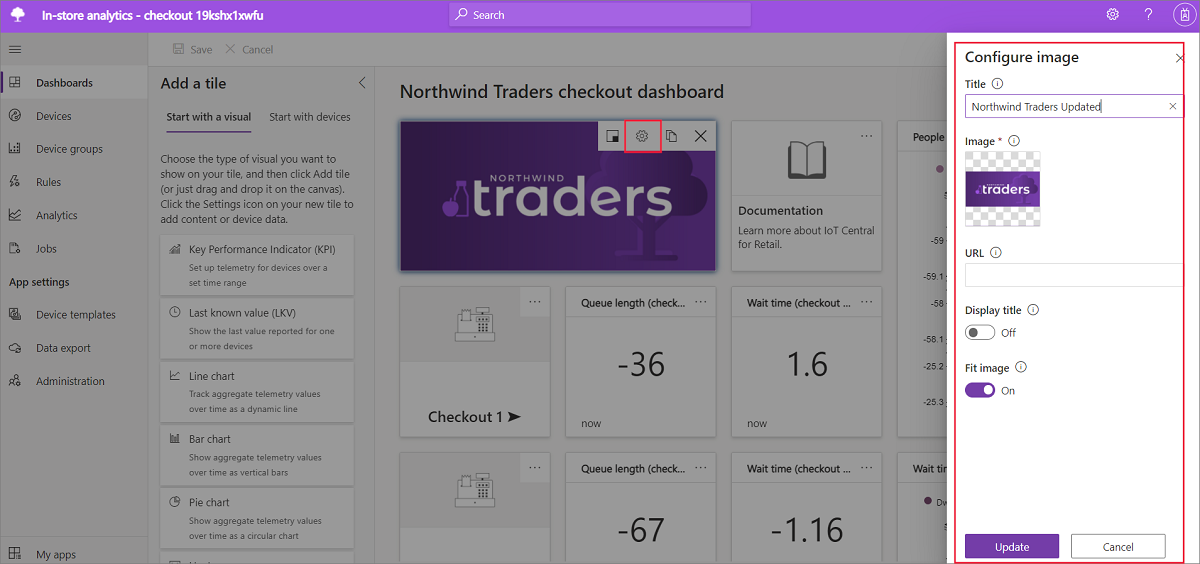 In-store analytics - checkout 19kshx1xwfu
Search
Dashboards
Devices
Device groups
Rules
Analytics
Jobs
App settings
Device templates
Data export
Administration
My apps
Save
Cancel
Add a tile
Start with a visual
Start with devices
Choose the type of visual you want to
show on your tile, and then click Add tile
(or just drag and drop it on the canvas).
Click the Settings icon on your new tile to
add content or device data.
Key Performance Indicator (KPI)
Set up telemetry for devices over a
set time range
Last known value (LKV)
Show the last value reported for one
or more devices
Line chart
Track aggregate telemetry values
over time as a dynamic line
Bar chart
Show aggregate telemetry values
over time as vertical bars
Pie chart
Show aggregate telemetry values
over time as a circular chart
Northwind Traders checkout dashboard
NORTHWIND
traders
Documentation
Learn more about IoT Central
for Retail.
People
-59
-59.1
-58
-58.1
-25.2
-25.3
Checkout 1 ➤
Queue length (check...
-36
now
Wait time (checkout ...
1.6
now
Queue length (check...
-67
Wait time (checkout ...
-1.16
Wait tim
Dw
Configure image
Title
Northwind Traders Updated
Image *
traders
URL
Display title
Off
Fit image
On
Update
Cancel